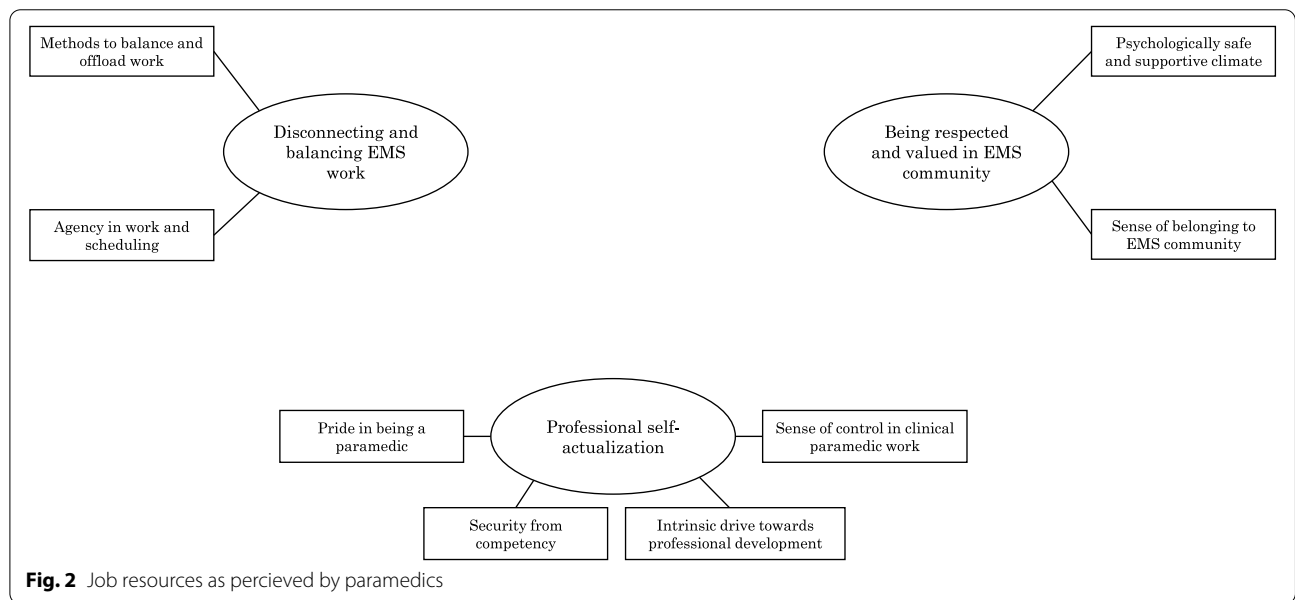 Methods to balance and
offload work
Disconnecting and
balancing EMS
work
Agency in work and
scheduling
Psychologically safe
and supportive climate
Being respected
and valued in EMS
community
Sense of belonging to
EMS community
Pride in being a
paramedic
Professional self-
actualization
Sense of control in clinical
paramedic work
Security from
competency
Intrinsic drive towards
professional development
Fig. 2 Job resources as percieved by paramedics